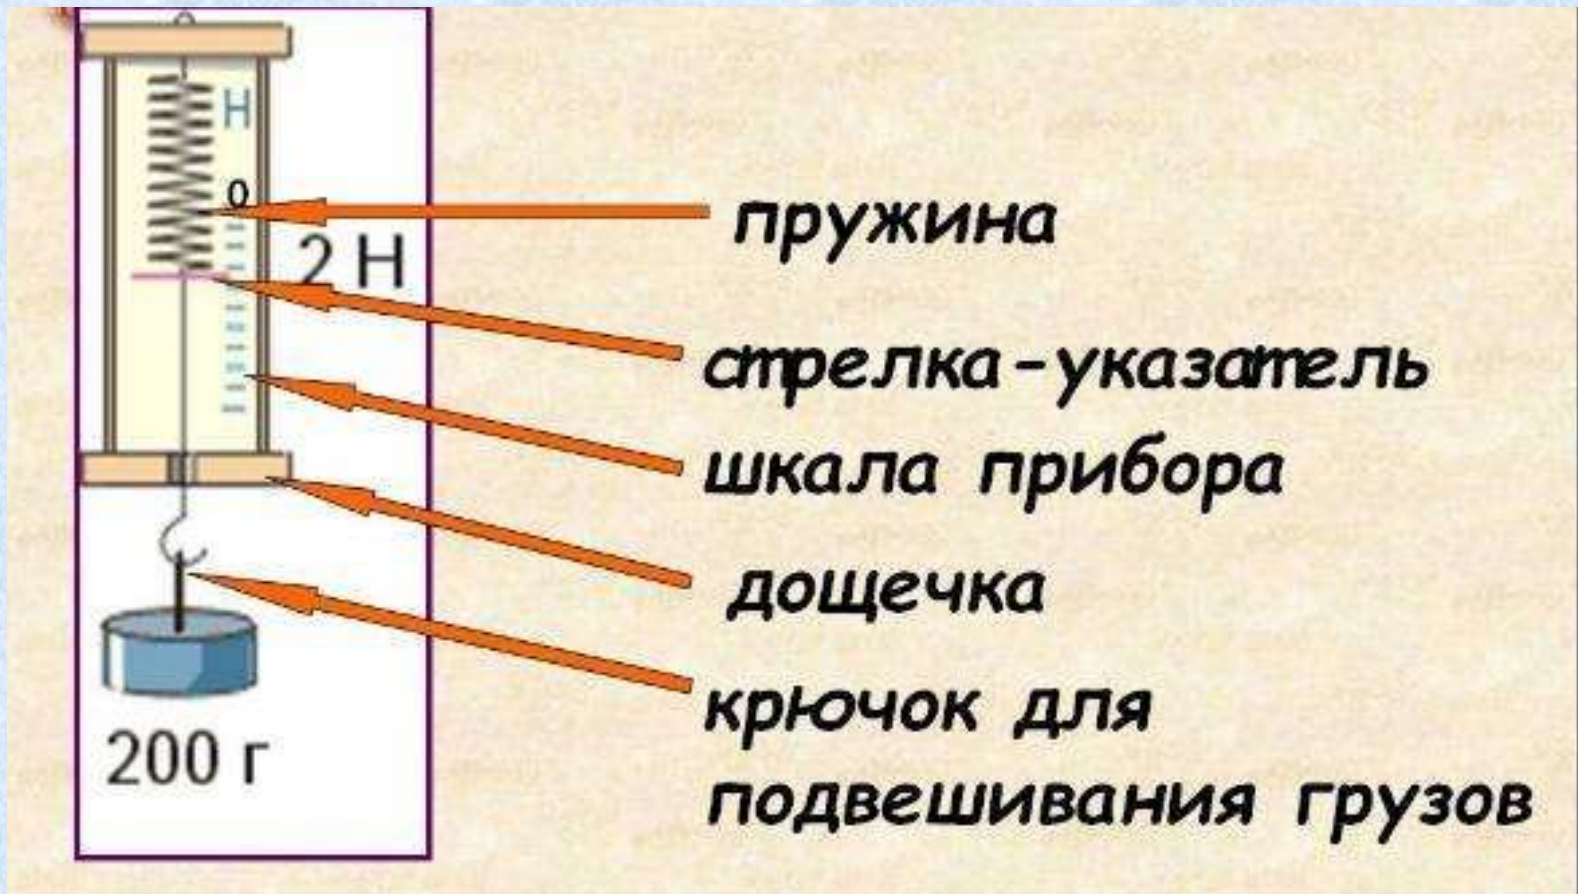 Н
0
2 Н
пружина
стрелка-указатель
шкала прибора
дощечка
крючок для
подвешивания грузов
200 г